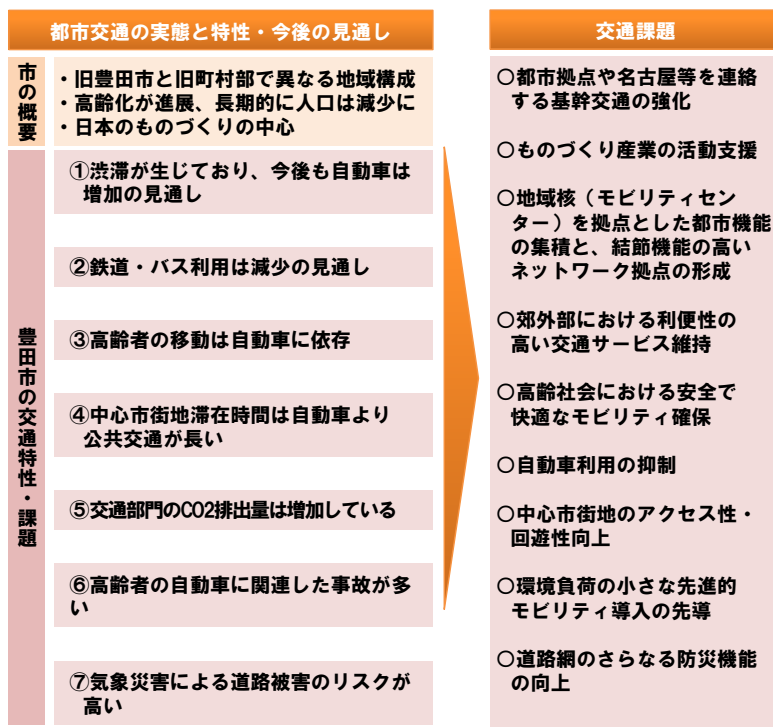 都市交通の実態と特性・今後の見通し
市の概要
・旧豊田市と旧町村部で異なる地域構成
・高齢化が進展、長期的に人口は減少に
・日本のものづくりの中心
豊田市の交通特性・課題
①渋滞が生じており、今後も自動車は
増加の見通し
②鉄道・バス利用は減少の見通し
③高齢者の移動は自動車に依存
④中心市街地滞在時間は自動車より
公共交通が長い
⑤交通部門のCO2排出量は増加している
⑥高齢者の自動車に関連した事故が多
い
⑦気象災害による道路被害のリスクが
高い
交通課題
〇都市拠点や名古屋等を連絡
する基幹交通の強化
〇ものづくり産業の活動支援
〇地域核（モビリティセン
ター）を拠点とした都市機能
の集積と、結節機能の高い
ネットワーク拠点の形成
〇郊外部における利便性の
高い交通サービス維持
〇高齢社会における安全で
快適なモビリティ確保
〇自動車利用の抑制
〇中心市街地のアクセス性・
回遊性向上
〇環境負荷の小さな先進的
モビリティ導入の先導
〇道路網のさらなる防災機能
の向上